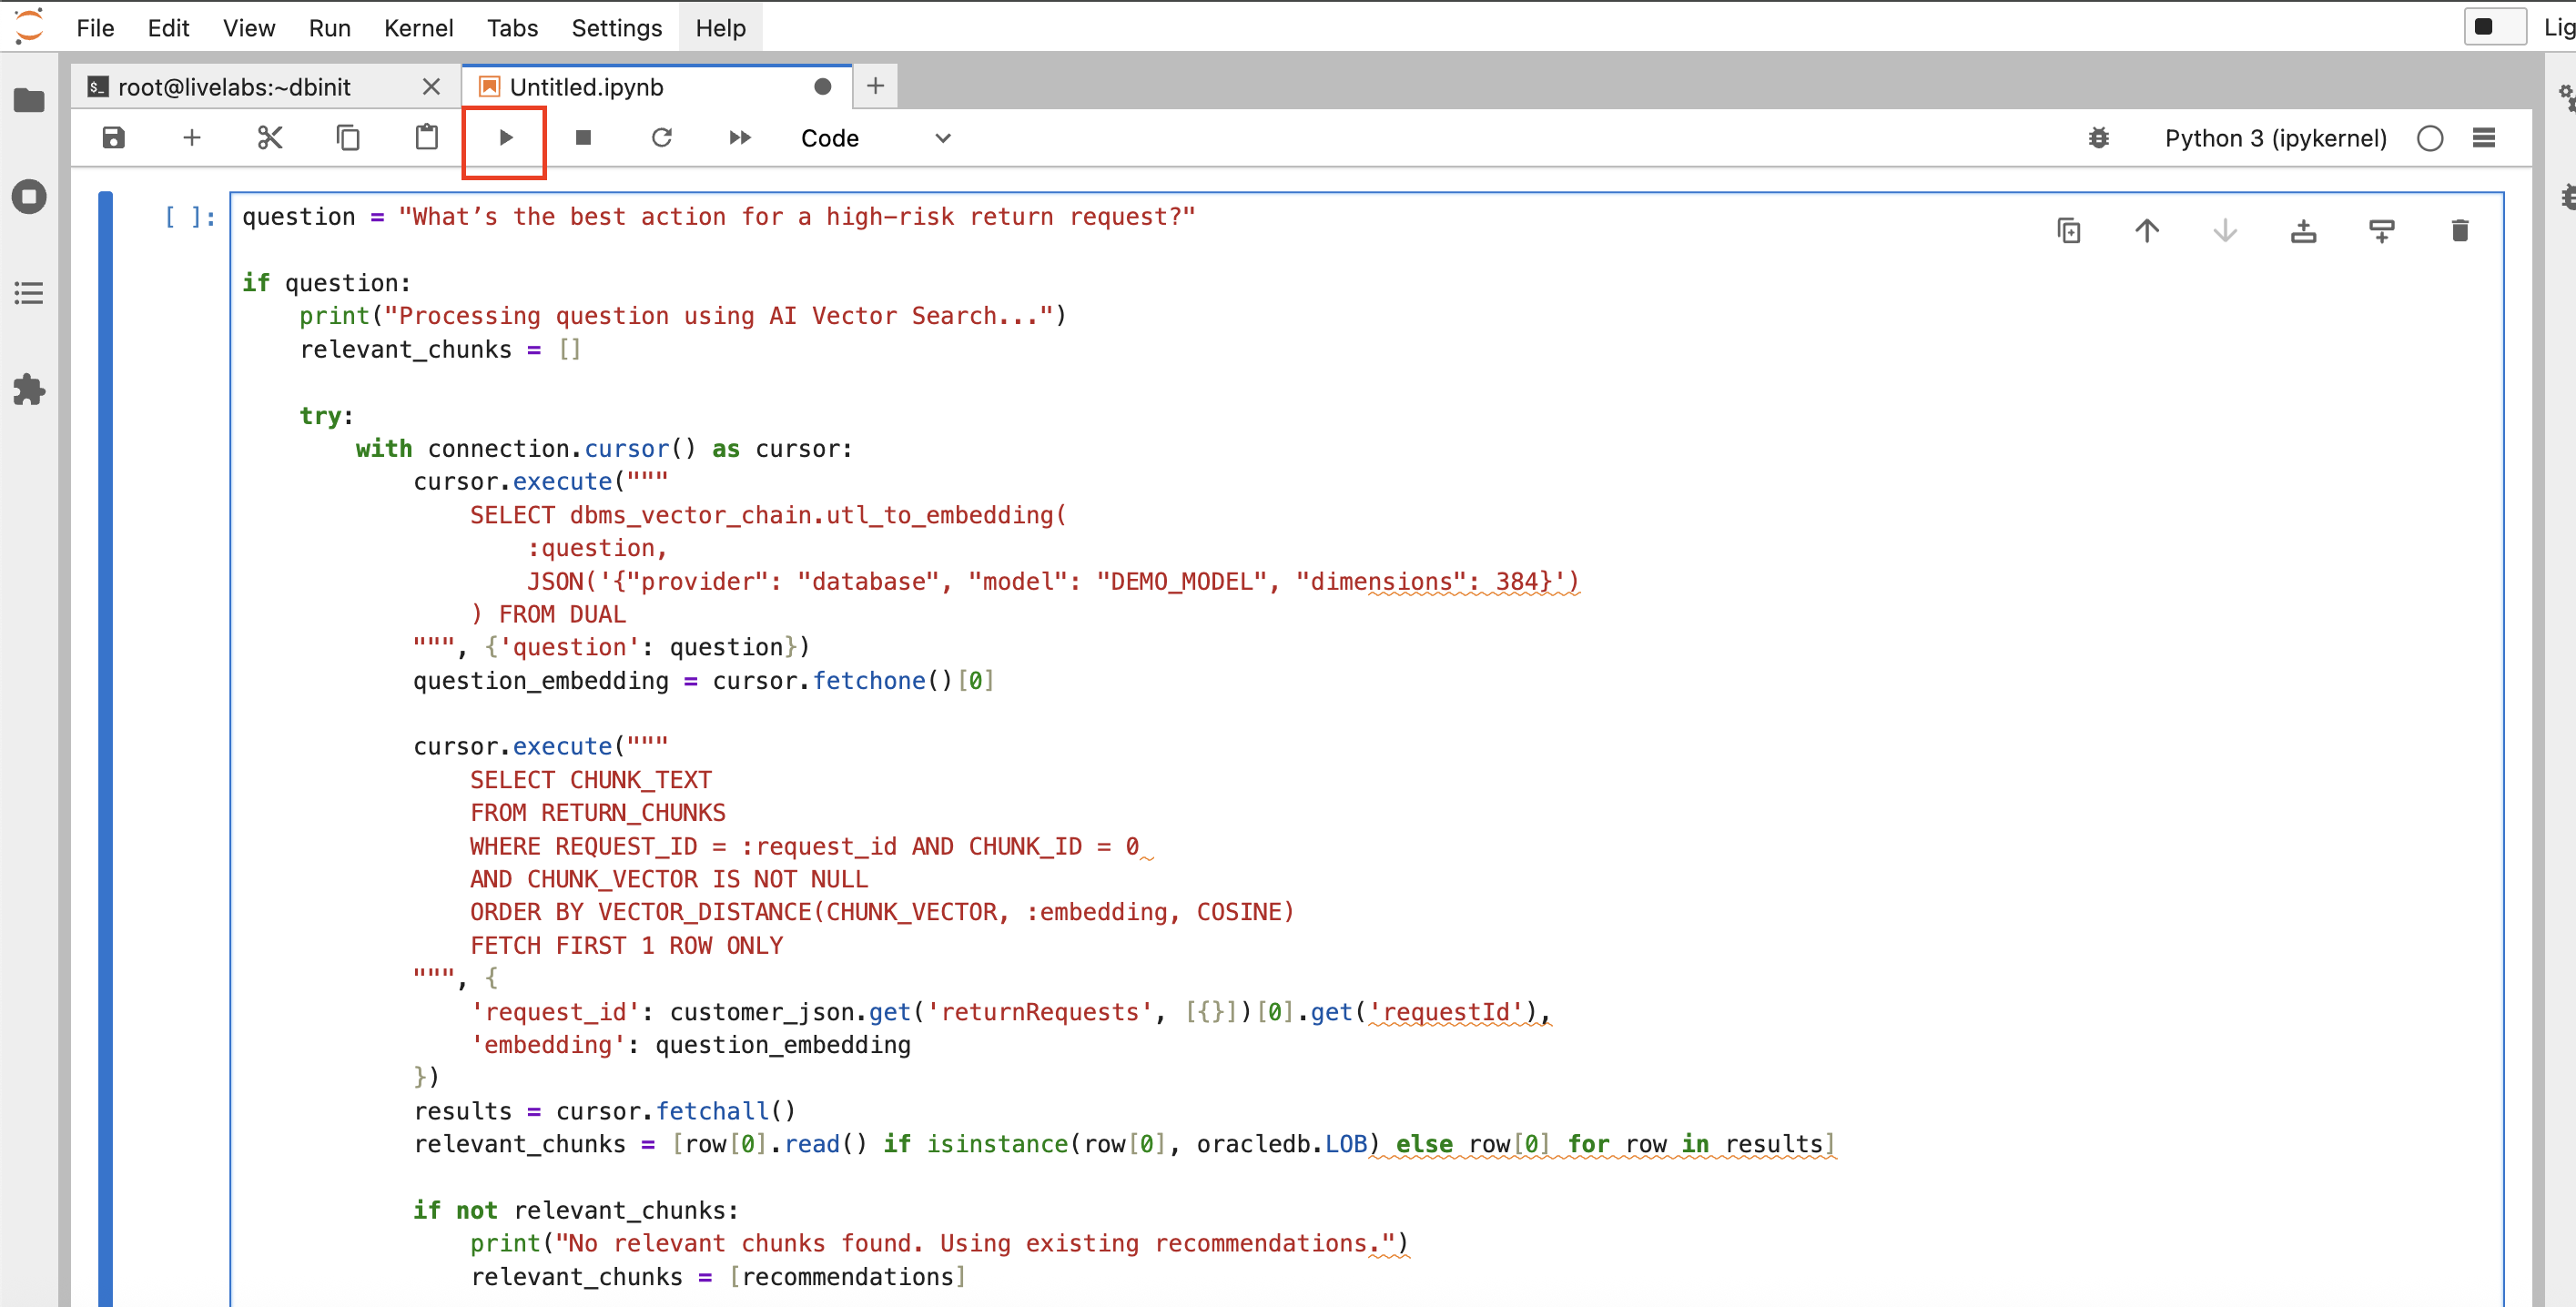 File Edit View Run Kernel Tabs Settings Help
root@livelabs:~dbinit
Untitled.ipynb
Code
Python 3 (ipykernel)
[ ]:
question = "What’s the best action for a high-risk return request?"
if question:
    print("Processing question using AI Vector Search...")
    relevant_chunks = []
    try:
        with connection.cursor() as cursor:
            cursor.execute("""
                SELECT dbms_vector_chain.utl_to_embedding(
                    :question,
                    JSON('{"provider": "database", "model": "DEMO_MODEL", "dimensions": 384}')
                ) FROM DUAL
            """, {'question': question})
            question_embedding = cursor.fetchone()[0]
            cursor.execute("""
                SELECT CHUNK_TEXT
                FROM RETURN_CHUNKS
                WHERE REQUEST_ID = :request_id AND CHUNK_ID = 0
                AND CHUNK_VECTOR IS NOT NULL
                ORDER BY VECTOR_DISTANCE(CHUNK_VECTOR, :embedding, COSINE)
                FETCH FIRST 1 ROW ONLY
            """, {
                'request_id': customer_json.get('returnRequests', [{}])[0].get('requestId'),
                'embedding': question_embedding
            })
            results = cursor.fetchall()
            relevant_chunks = [row[0].read() if isinstance(row[0], oracledb.LOB) else row[0] for row in results]
            if not relevant_chunks:
                print("No relevant chunks found. Using existing recommendations.")
                relevant_chunks = [recommendations]